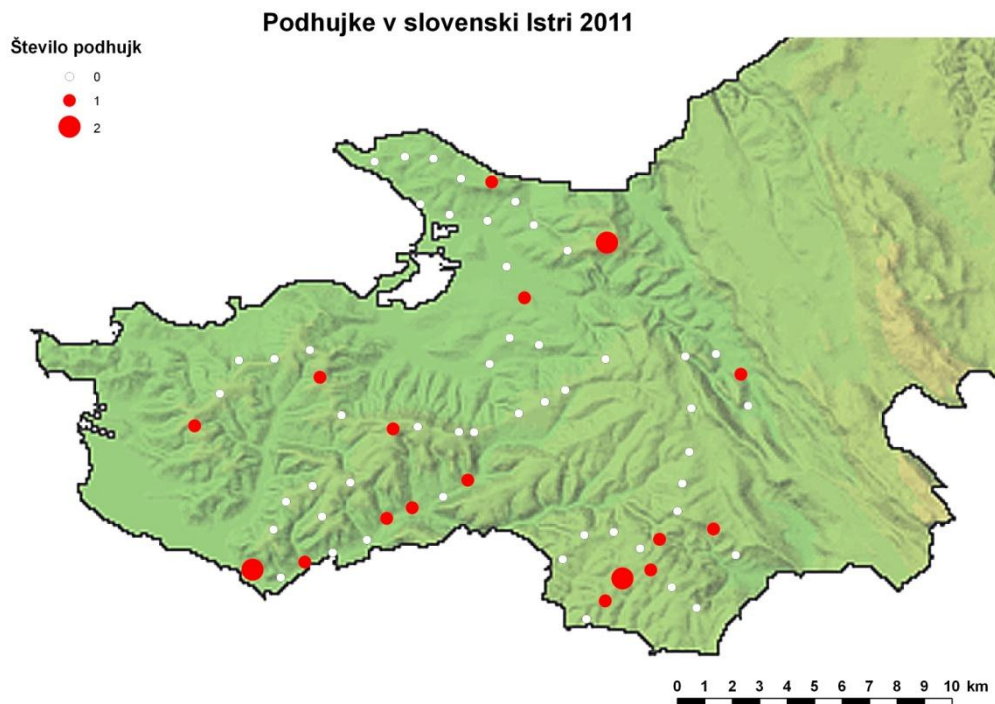 Podhujke v slovenski Istri 2011
Število podhujk
0
1
2
0 1 2 3 4 5 6 7 8 9 10 km